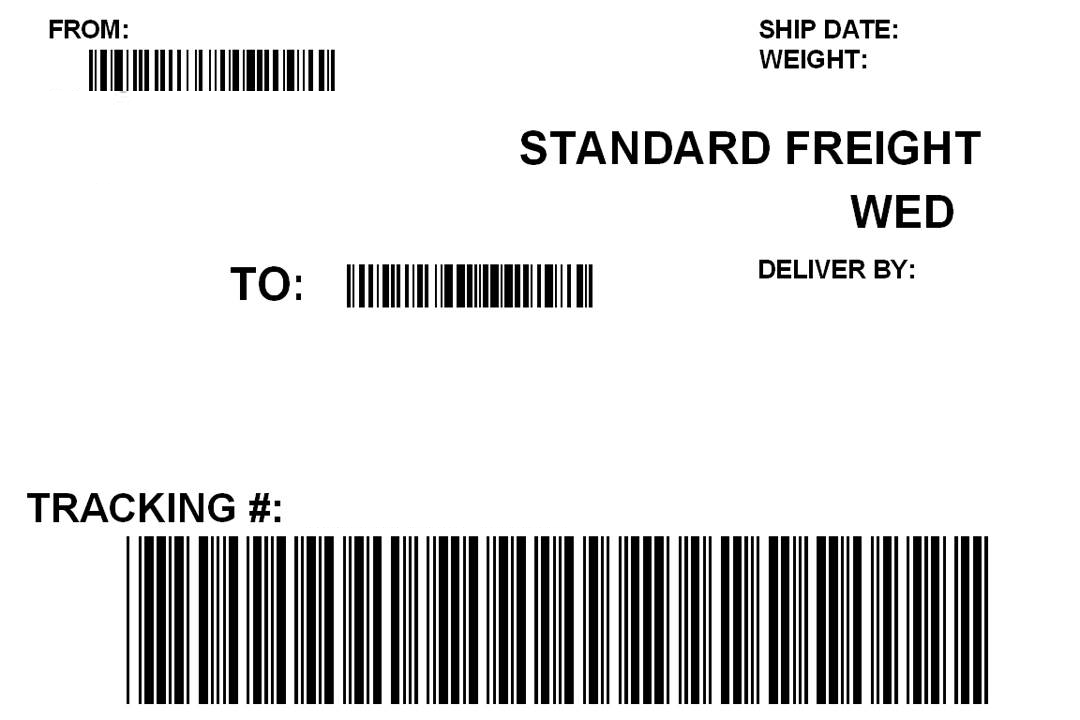 FROM:
SHIP DATE:
WEIGHT:
STANDARD FREIGHT
WED
TO:
DELIVER BY:
TRACKING #: